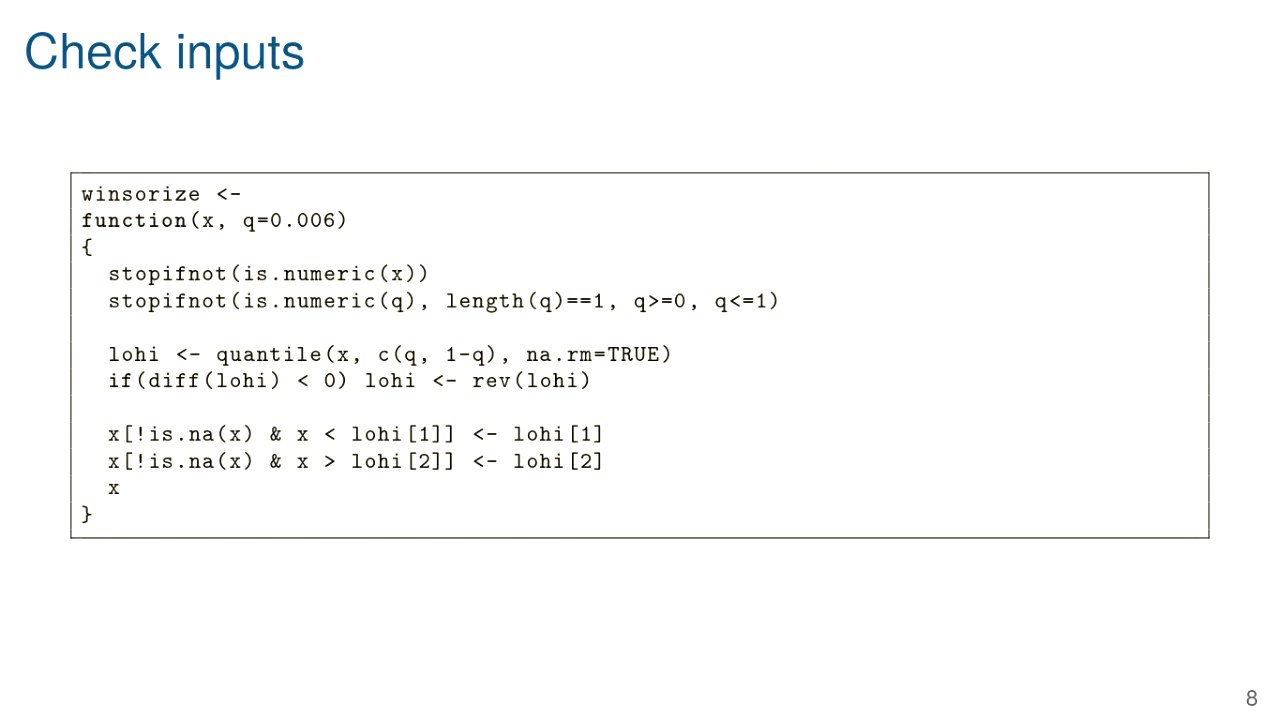 Check inputs
winsorize <-
function(x, q=0.006)
{
  stopifnot(is.numeric(x))
  stopifnot(is.numeric(q), length(q)==1, q>=0, q<=1)

  lohi <- quantile(x, c(q, 1-q), na.rm=TRUE)
  if(diff(lohi) < 0) lohi <- rev(lohi)

  x[!is.na(x) & x < lohi[1]] <- lohi[1]
  x[!is.na(x) & x > lohi[2]] <- lohi[2]
  x
}
8